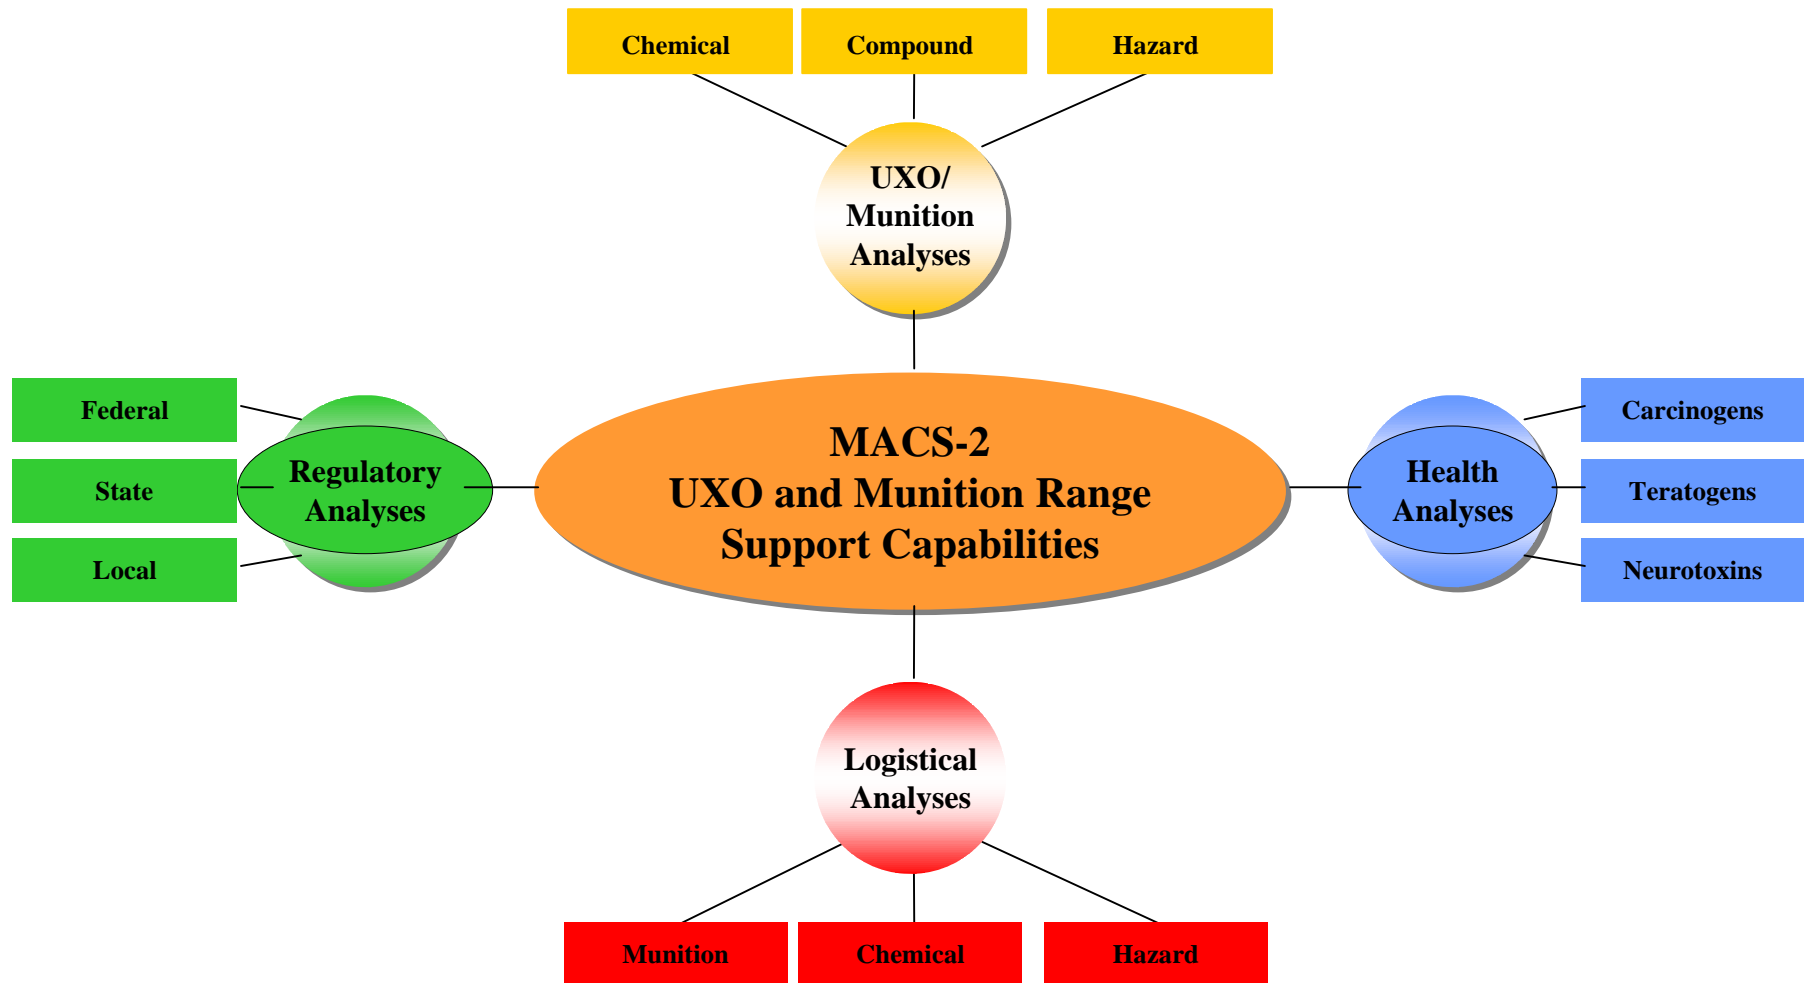 Chemical
Compound
Hazard
UXO/
Munition
Analyses
Federal
State
Local
Regulatory
Analyses
MACS-2
UXO and Munition Range
Support Capabilities
Health
Analyses
Carcinogens
Teratogens
Neurotoxins
Logistical
Analyses
Munition
Chemical
Hazard